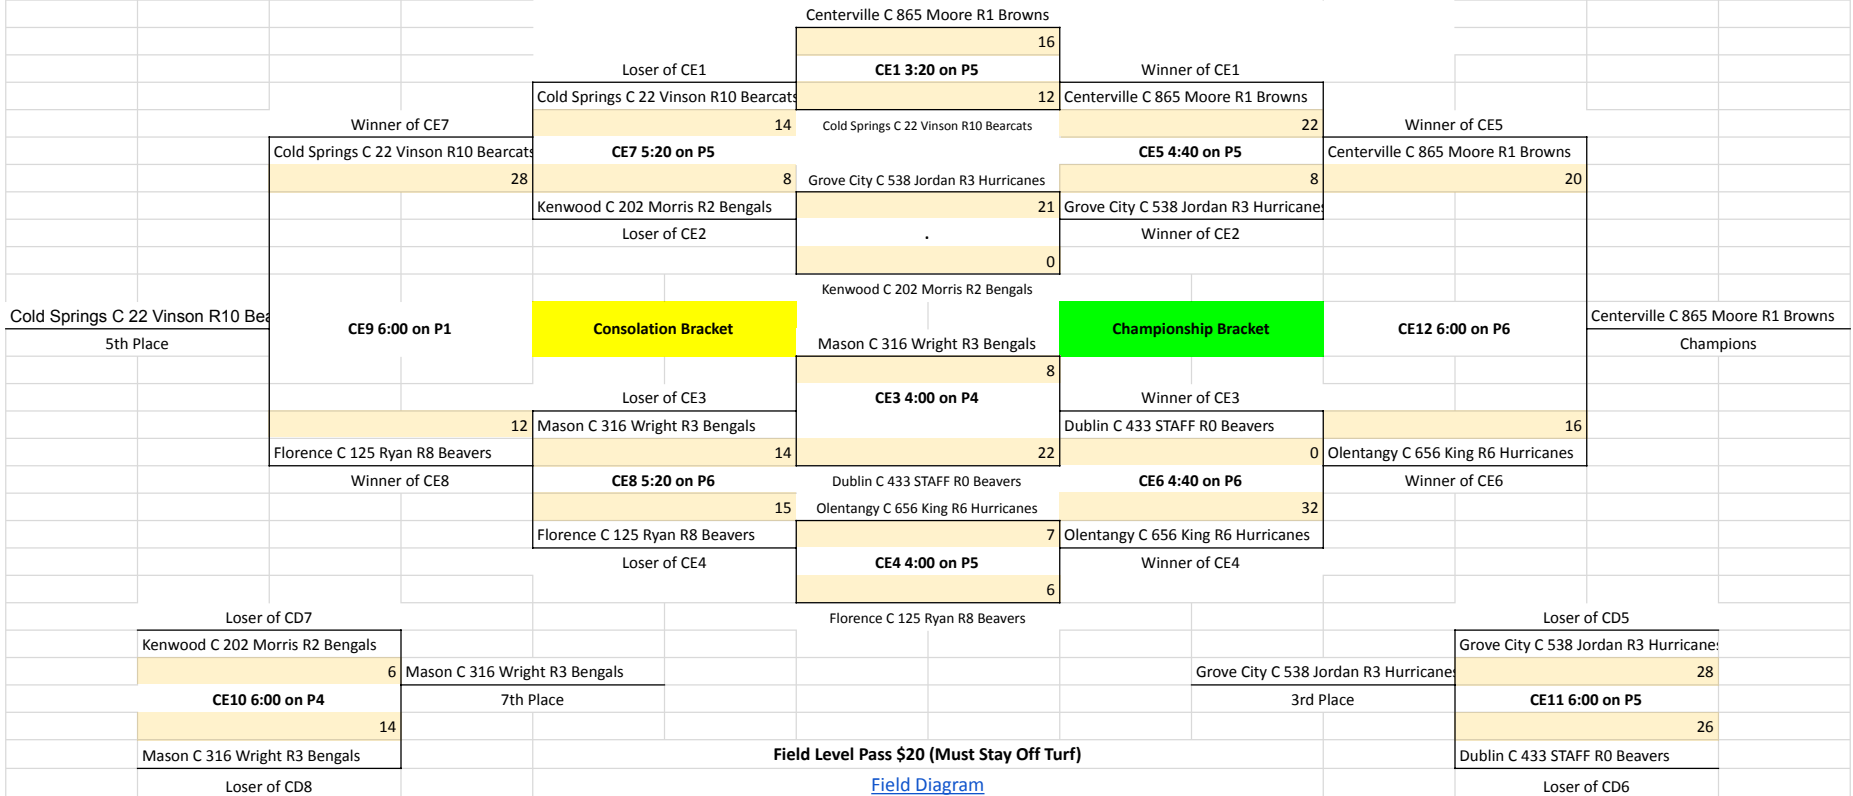 Centerville C 865 Moore R1 Browns
16
Loser of CE1 CE1 3:20 on P5 Winner of CE1
Cold Springs C 22 Vinson R10 Bearcats 12 Centerville C 865 Moore R1 Browns
Winner of CE7 14 Cold Springs C 22 Vinson R10 Bearcats 22 Winner of CE5
Cold Springs C 22 Vinson R10 Bearcats CE7 5:20 on P5 CE5 4:40 on P5 Centerville C 865 Moore R1 Browns
28 8 Grove City C 538 Jordan R3 Hurricanes 8 20
Kenwood C 202 Morris R2 Bengals 21 Grove City C 538 Jordan R3 Hurricanes
Loser of CE2 . Winner of CE2
0
Kenwood C 202 Morris R2 Bengals
Cold Springs C 22 Vinson R10 Bea CE9 6:00 on P1 Consolation Bracket Championship Bracket CE12 6:00 on P6 Centerville C 865 Moore R1 Browns
5th Place Mason C 316 Wright R3 Bengals Champions
8
Loser of CE3 CE3 4:00 on P4 Winner of CE3
12 Mason C 316 Wright R3 Bengals Dublin C 433 STAFF R0 Beavers 16
Florence C 125 Ryan R8 Beavers 14 22 0 Olentangy C 656 King R6 Hurricanes
Winner of CE8 CE8 5:20 on P6 Dublin C 433 STAFF R0 Beavers CE6 4:40 on P6 Winner of CE6
15 Olentangy C 656 King R6 Hurricanes 32
Florence C 125 Ryan R8 Beavers 7 Olentangy C 656 King R6 Hurricanes
Loser of CE4 CE4 4:00 on P5 Winner of CE4
6
Loser of CD7 Florence C 125 Ryan R8 Beavers Loser of CD5
Kenwood C 202 Morris R2 Bengals Grove City C 538 Jordan R3 Hurricanes
6 Mason C 316 Wright R3 Bengals Grove City C 538 Jordan R3 Hurricanes 28
CE10 6:00 on P4 7th Place 3rd Place CE11 6:00 on P5
14 26
Mason C 316 Wright R3 Bengals Field Level Pass $20 (Must Stay Off Turf) Dublin C 433 STAFF R0 Beavers
Loser of CD8 Field Diagram Loser of CD6